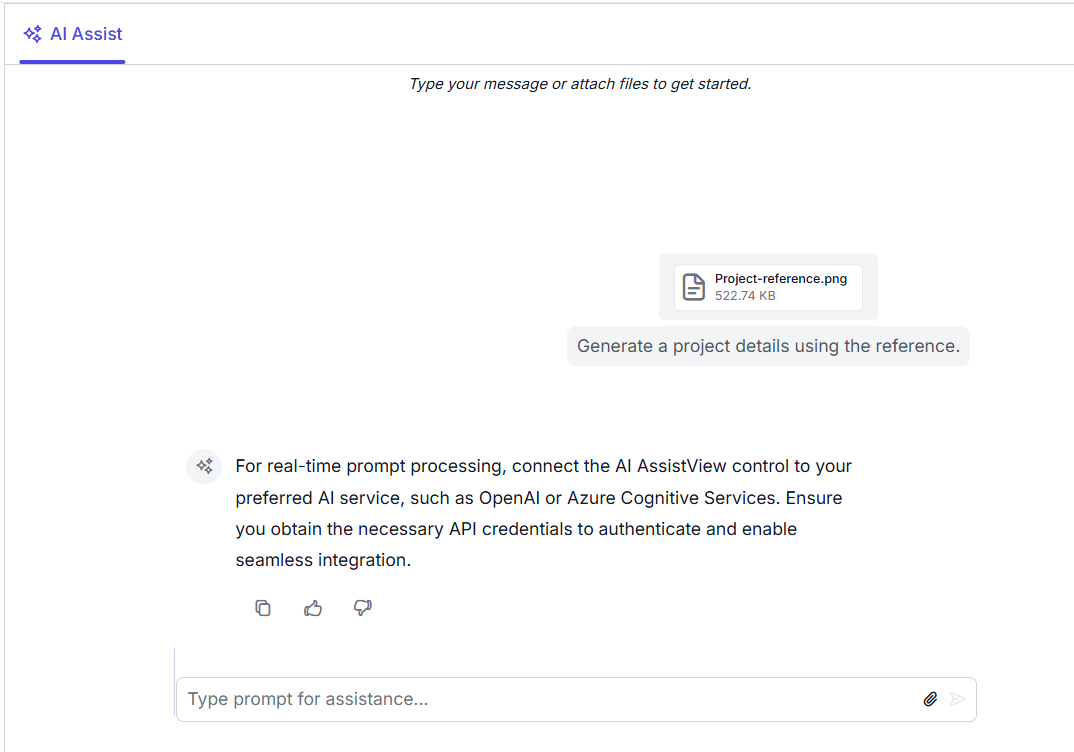 AI Assist
Type your message or attach files to get started.
Project-reference.png
522.74 KB
Generate a project details using the reference.
For real-time prompt processing, connect the AI AssistView control to your
preferred AI service, such as OpenAI or Azure Cognitive Services. Ensure
you obtain the necessary API credentials to authenticate and enable
seamless integration.
Type prompt for assistance...